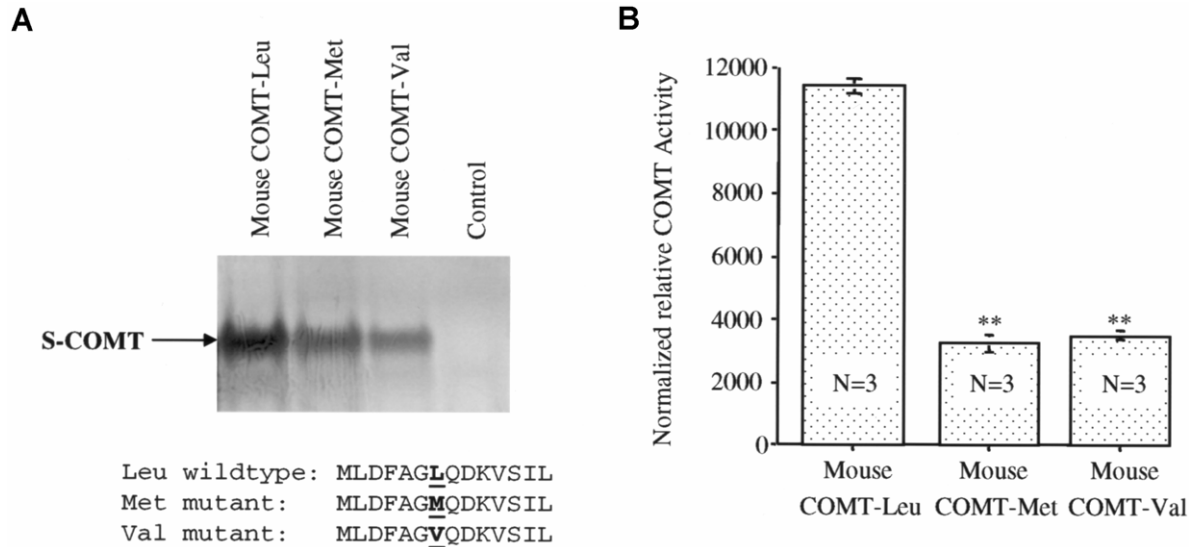 A
Mouse COMT-Leu
Mouse COMT-Met
Mouse COMT-Val
Control
S-COMT
Leu wildtype: MLDFAGLQDKVSIL
Met mutant: MLDFAGMQDKVSIL
Val mutant: MLDFAGVQDKVSIL
B
Normalized relative COMT Activity
12000
10000
8000
6000
4000
2000
0
** **
N=3 N=3 N=3
Mouse Mouse Mouse
COMT-Leu COMT-Met COMT-Val